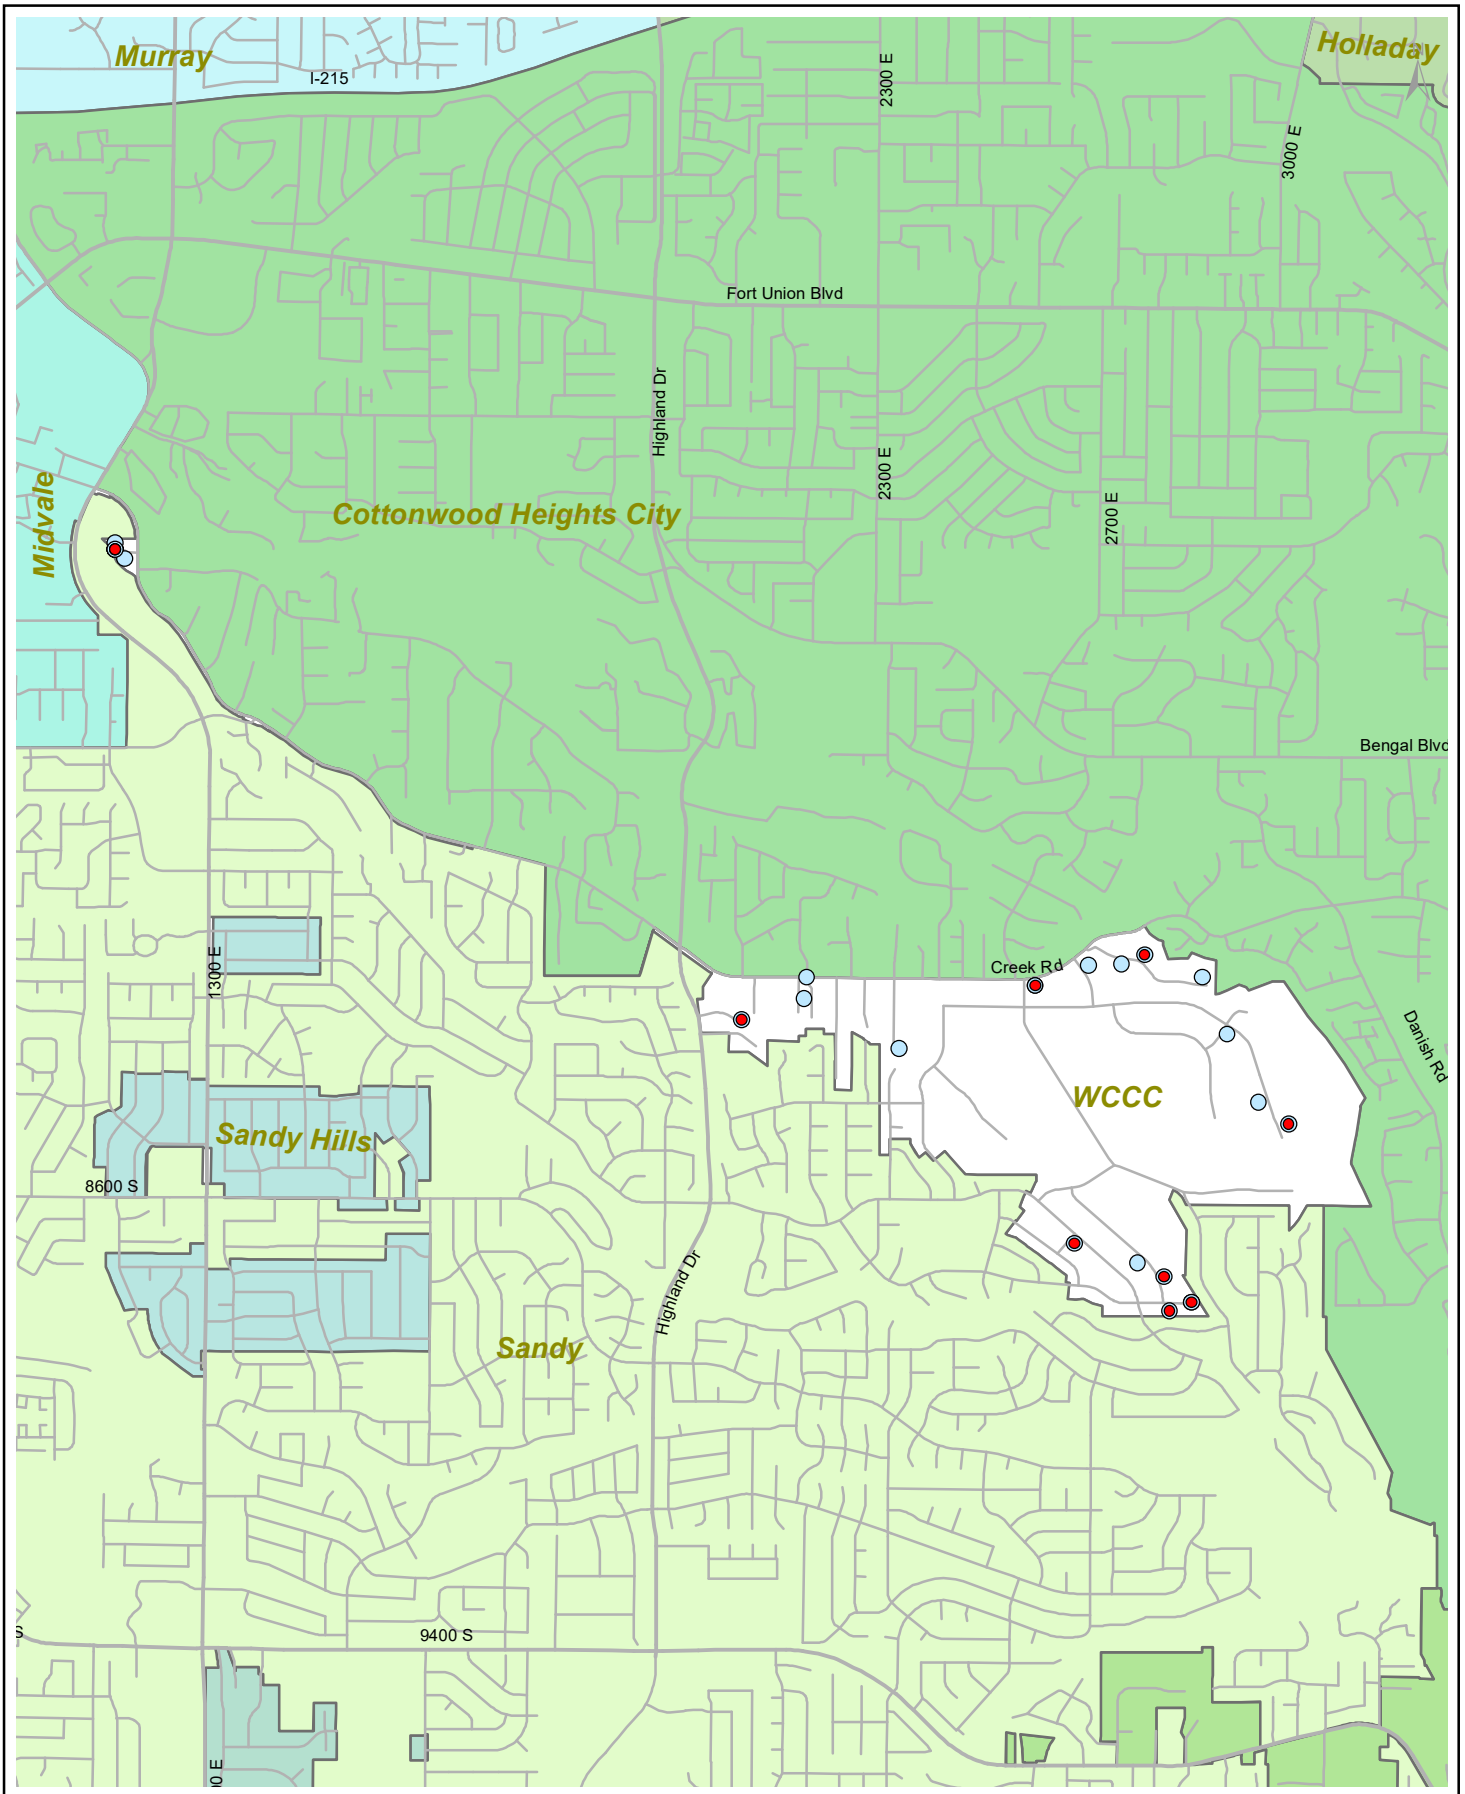 Murray
Holladay
I-215
2300 E
3000 E
Fort Union Blvd
Highland Dr
2300 E
Midvale
Cottonwood Heights City
2700 E
Bengal Blvd
1300 E
Creek Rd
Danish Rd
WCCC
Sandy Hills
8600 S
Highland Dr
Sandy
S
9400 S
00 E